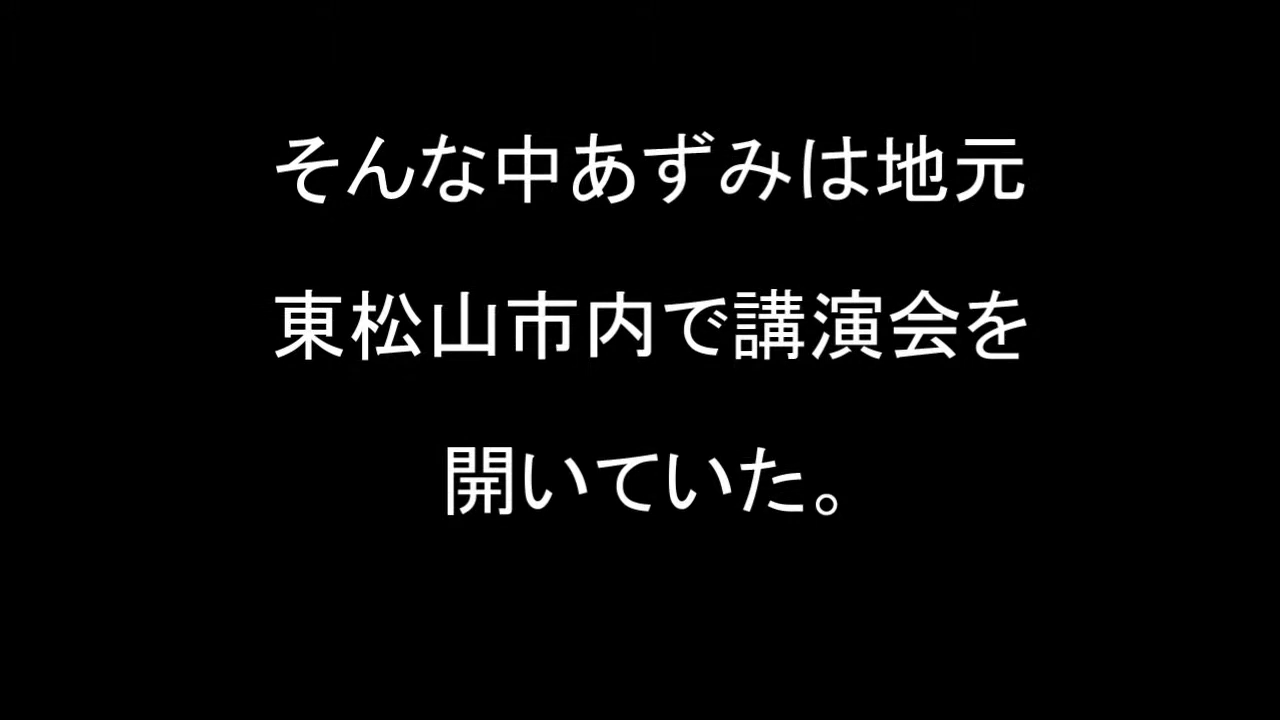 そんな中あずみは地元
東松山市内で講演会を
開いていた。